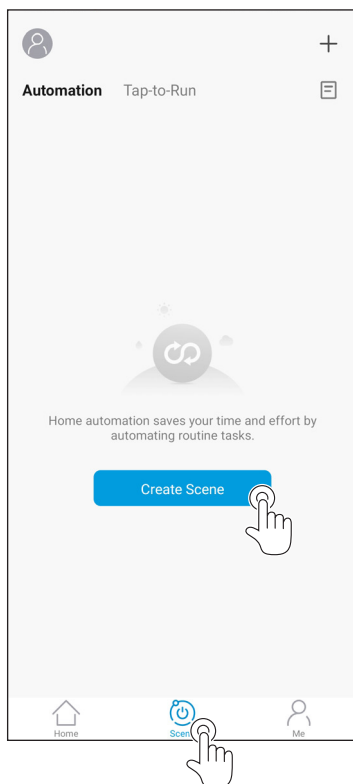 Automation Tap-to-Run
Home automation saves your time and effort by
automating routine tasks.
Create Scene
Home Scen Me